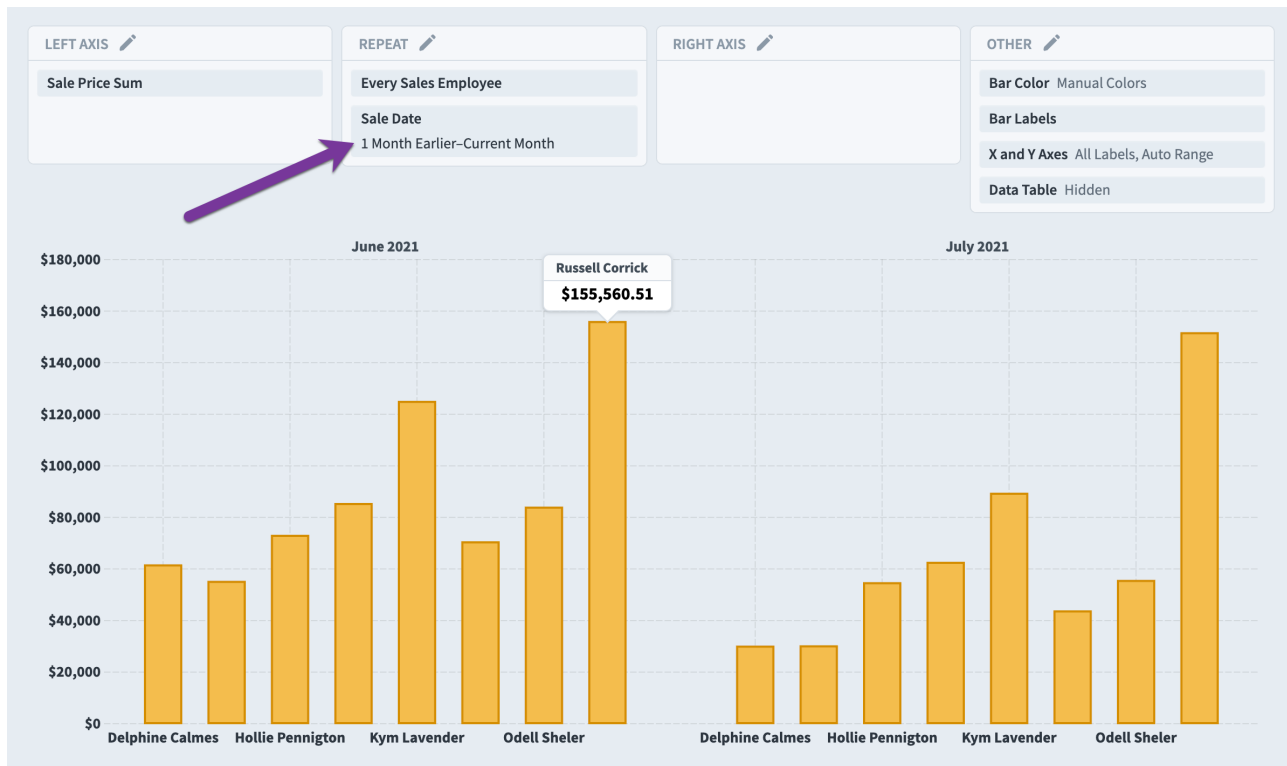 LEFT AXIS
Sale Price Sum
REPEAT
Every Sales Employee
Sale Date
1 Month Earlier–Current Month
RIGHT AXIS
OTHER
Bar Color Manual Colors
Bar Labels
X and Y Axes All Labels, Auto Range
Data Table Hidden
June 2021
July 2021
Russell Corrick
$155,560.51
$180,000
$160,000
$140,000
$120,000
$100,000
$80,000
$60,000
$40,000
$20,000
$0
Delphine Calmes Hollie Pennigton Kym Lavender Odell Sheler
Delphine Calmes Hollie Pennigton Kym Lavender Odell Sheler